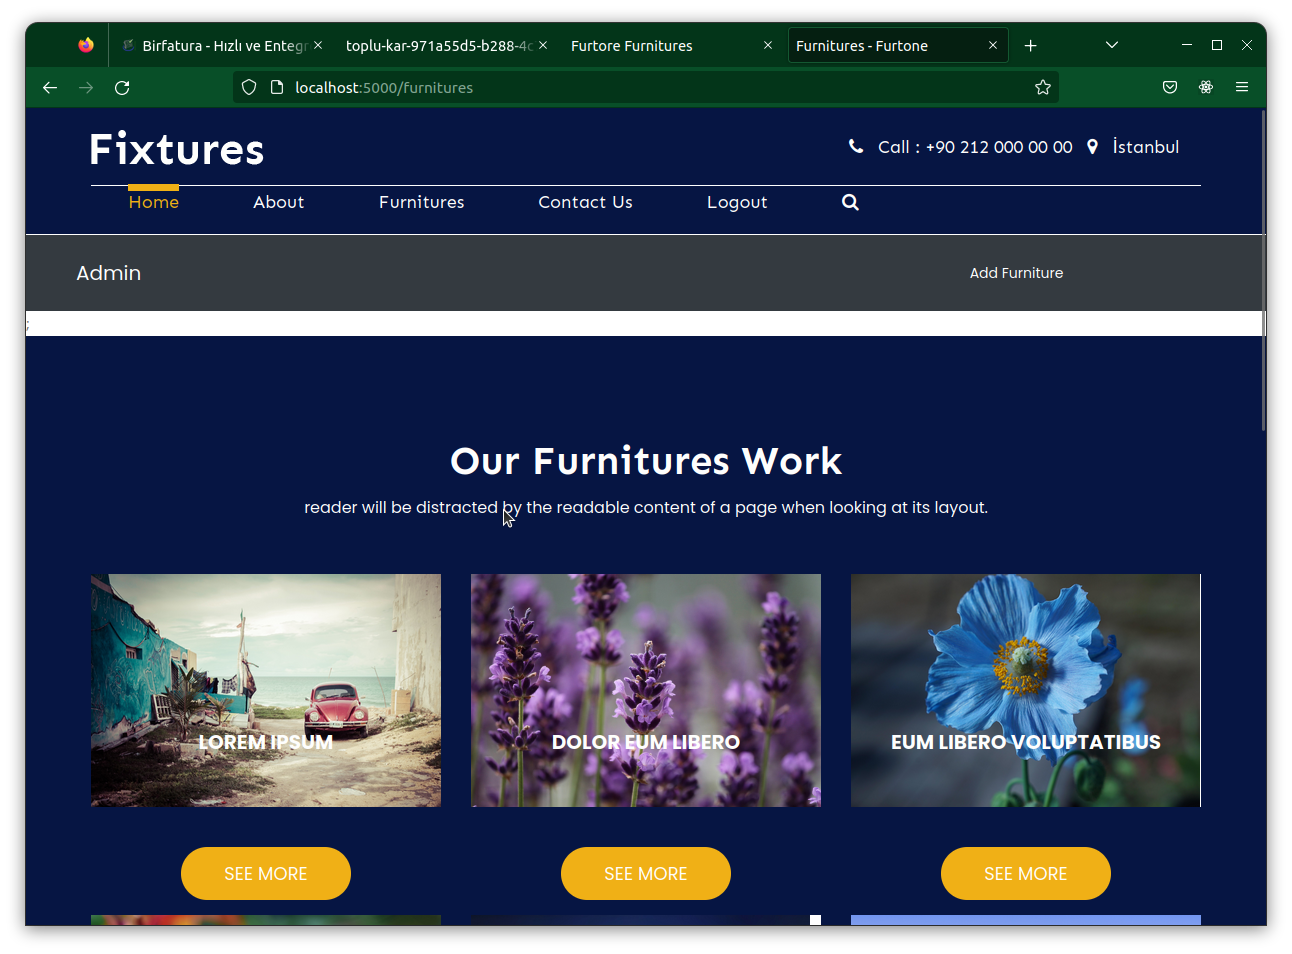 Birfatura - Hızlı ve Entegr
toplu-kar-971a55d5-b288-4c
Furtore Furnitures
Furnitures - Furtone
localhost:5000/furnitures
Fixtures
Call : +90 212 000 00 00
İstanbul
Home
About
Furnitures
Contact Us
Logout
Admin
Add Furniture
;
Our Furnitures Work
reader will be distracted by the readable content of a page when looking at its layout.
LOREM IPSUM
DOLOR EUM LIBERO
EUM LIBERO VOLUPTATIBUS
SEE MORE
SEE MORE
SEE MORE